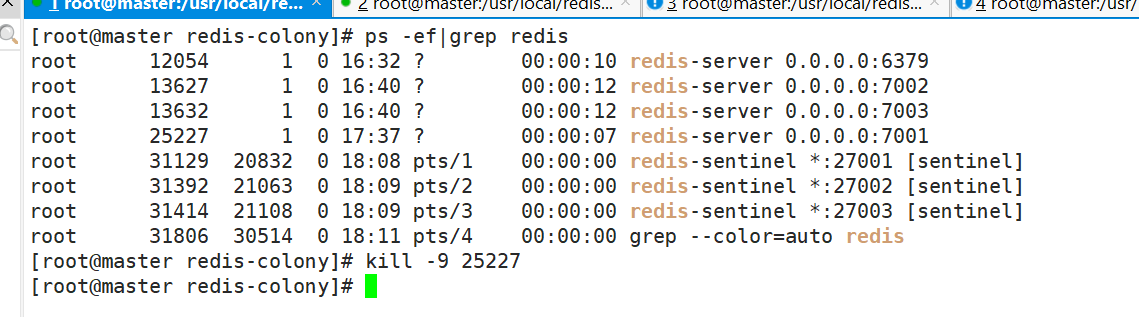 1 root@master:/usr/local/re... × 2 root@master:/usr/local/redis... × 3 root@master:/usr/local/redis... × 4 root@master:/usr/
[root@master redis-colony]# ps -ef|grep redis
root      12054      1  0 16:32 ?        00:00:10 redis-server 0.0.0.0:6379
root      13627      1  0 16:40 ?        00:00:12 redis-server 0.0.0.0:7002
root      13632      1  0 16:40 ?        00:00:12 redis-server 0.0.0.0:7003
root      25227      1  0 17:37 ?        00:00:07 redis-server 0.0.0.0:7001
root      31129  20832  0 18:08 pts/1    00:00:00 redis-sentinel *:27001 [sentinel]
root      31392  21063  0 18:09 pts/2    00:00:00 redis-sentinel *:27002 [sentinel]
root      31414  21108  0 18:09 pts/3    00:00:00 redis-sentinel *:27003 [sentinel]
root      31806  30514  0 18:11 pts/4    00:00:00 grep --color=auto redis
[root@master redis-colony]# kill -9 25227
[root@master redis-colony]#